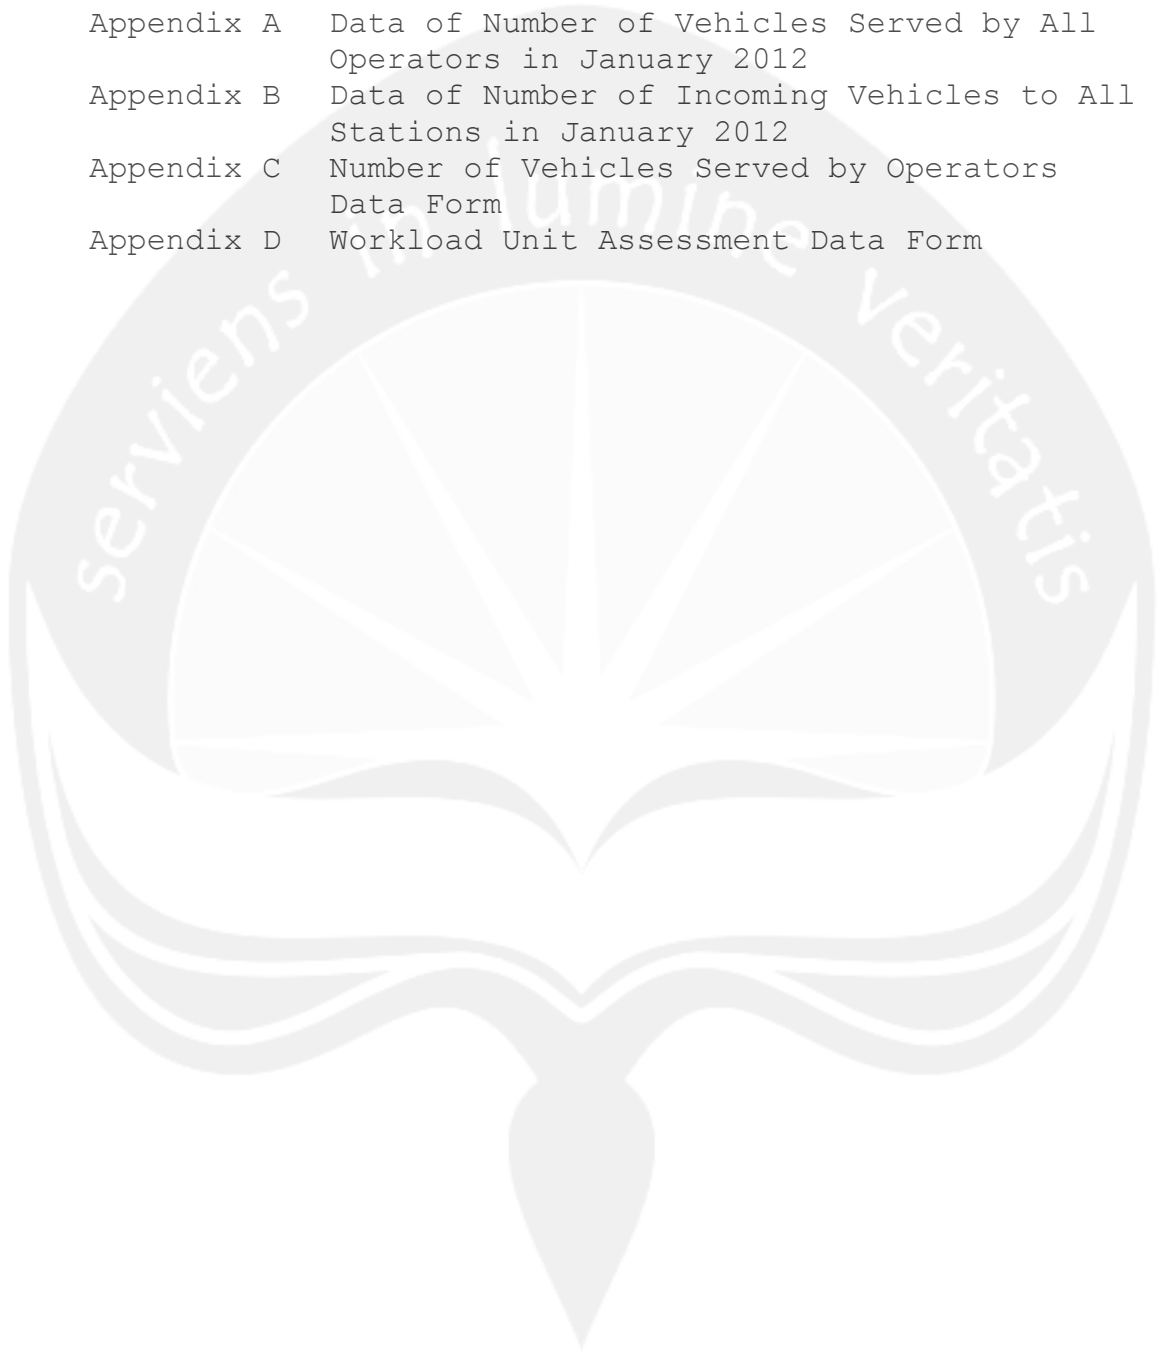 Appendix A Data of Number of Vehicles Served by All
Operators in January 2012
Appendix B Data of Number of Incoming Vehicles to All
Stations in January 2012
Appendix C Number of Vehicles Served by Operators
Data Form
Appendix D Workload Unit Assessment Data Form
serviens in lumine veritatis